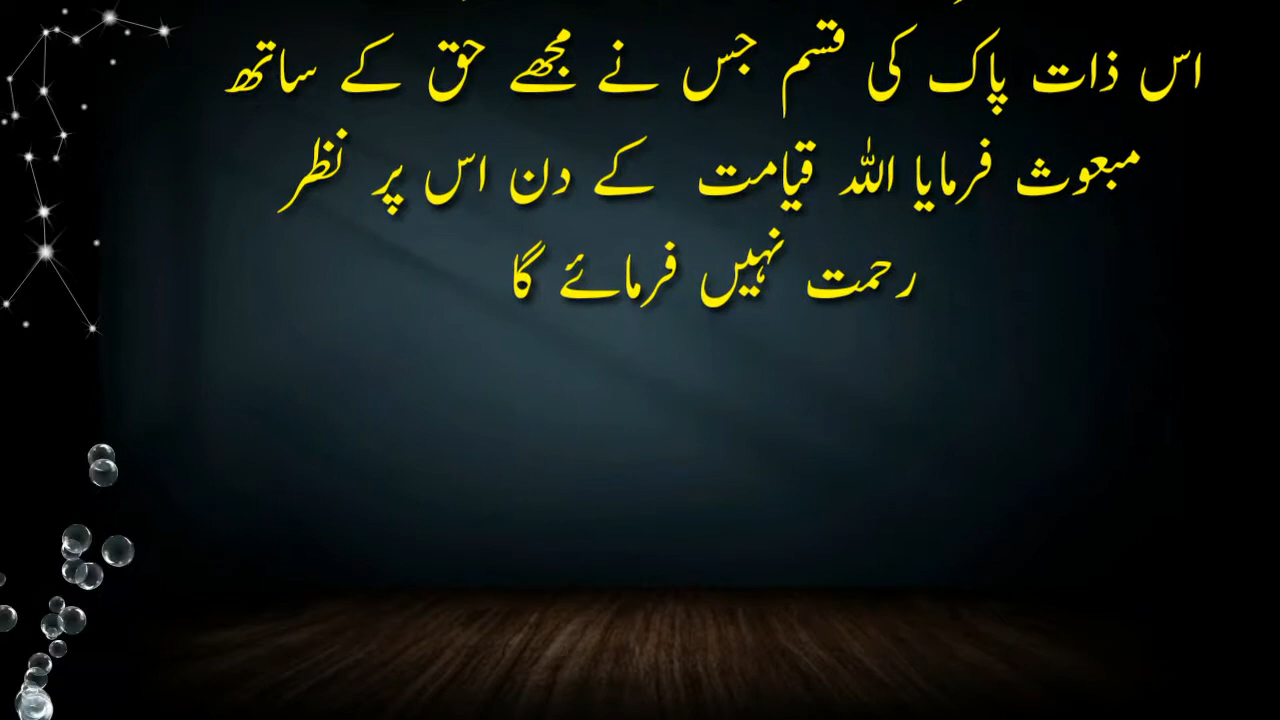 اس ذات پاک کی قسم جس نے مجھے حق کے ساتھ
مبعوث فرمایا اللہ قیامت کے دن اس پر نظر
رحمت نہیں فرمائے گا